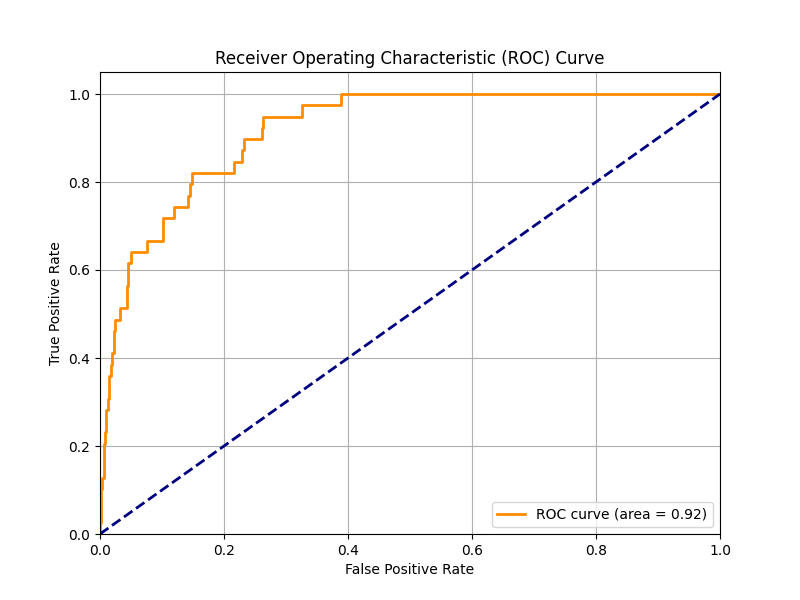 Receiver Operating Characteristic (ROC) Curve
True Positive Rate
1.0
0.8
0.6
0.4
0.2
0.0
ROC curve (area = 0.92)
0.0 0.2 0.4 0.6 0.8 1.0
False Positive Rate